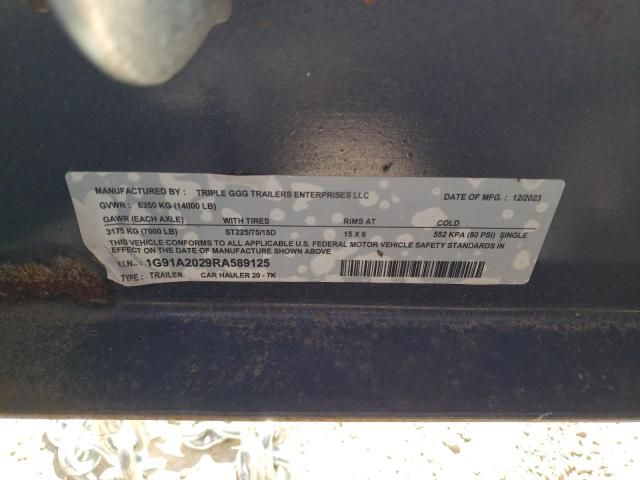 MANUFACTURED BY : TRIPLE GGG TRAILERS ENTERPRISES LLC DATE OF MFG. : 12/2023
GVWR : 6350 KG (14000 LB)
GAWR (EACH AXLE) WITH TIRES RIMS AT COLD
3175 KG (7000 LB) ST225/75/15D 15 X 6 552 KPA (80 PSI) SINGLE
THIS VEHICLE CONFORMS TO ALL APPLICABLE U.S. FEDERAL MOTOR VEHICLE SAFETY STANDARDS IN
EFFECT ON THE DATE OF MANUFACTURE SHOWN ABOVE
V.I.N.. : 1G91A2029RA589125
TYPE : TRAILER CAR HAULER 20 - 7K